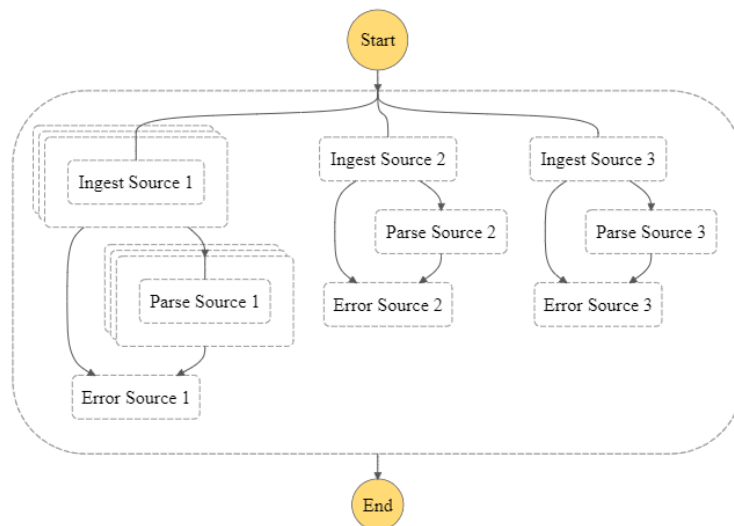 Start
Ingest Source 1
Ingest Source 2
Ingest Source 3
Parse Source 2
Parse Source 3
Parse Source 1
Error Source 2
Error Source 3
Error Source 1
End